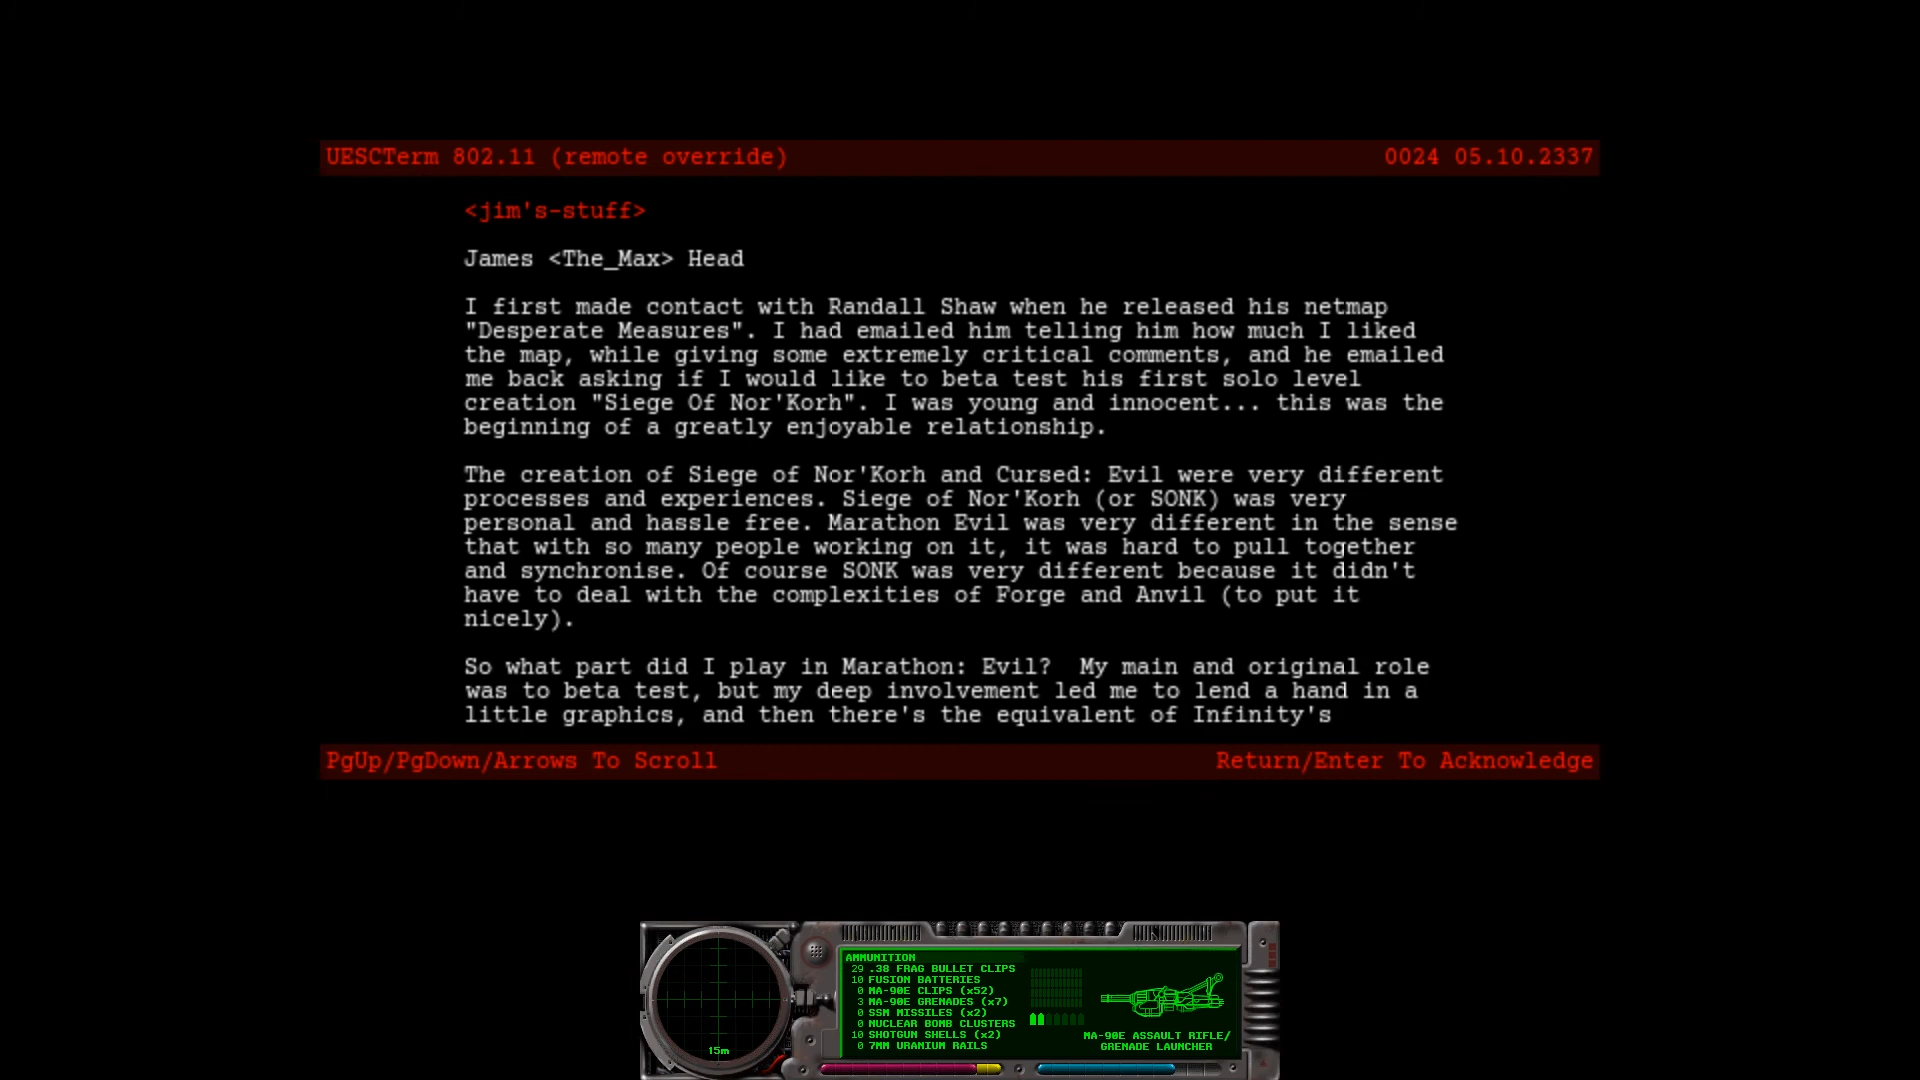 UESCTerm 802.11 (remote override) 0024 05.10.2337
<jim's-stuff>
James <The_Max> Head
I first made contact with Randall Shaw when he released his netmap
"Desperate Measures". I had emailed him telling him how much I liked
the map, while giving some extremely critical comments, and he emailed
me back asking if I would like to beta test his first solo level
creation "Siege Of Nor'Korh". I was young and innocent... this was the
beginning of a greatly enjoyable relationship.
The creation of Siege of Nor'Korh and Cursed: Evil were very different
processes and experiences. Siege of Nor'Korh (or SONK) was very
personal and hassle free. Marathon Evil was very different in the sense
that with so many people working on it, it was hard to pull together
and synchronise. Of course SONK was very different because it didn't
have to deal with the complexities of Forge and Anvil (to put it
nicely).
So what part did I play in Marathon: Evil?  My main and original role
was to beta test, but my deep involvement led me to lend a hand in a
little graphics, and then there's the equivalent of Infinity's
PgUp/PgDown/Arrows To Scroll Return/Enter To Acknowledge
AMMUNITION
29 .38 FRAG BULLET CLIPS
10 FUSION BATTERIES
0 MA-90E CLIPS (x52)
3 MA-90E GRENADES (x7)
0 SSM MISSILES (x2)
0 NUCLEAR BOMB CLUSTERS
10 SHOTGUN SHELLS (x2)
0 7MM URANIUM RAILS
MA-90E ASSAULT RIFLE/
GRENADE LAUNCHER
15m